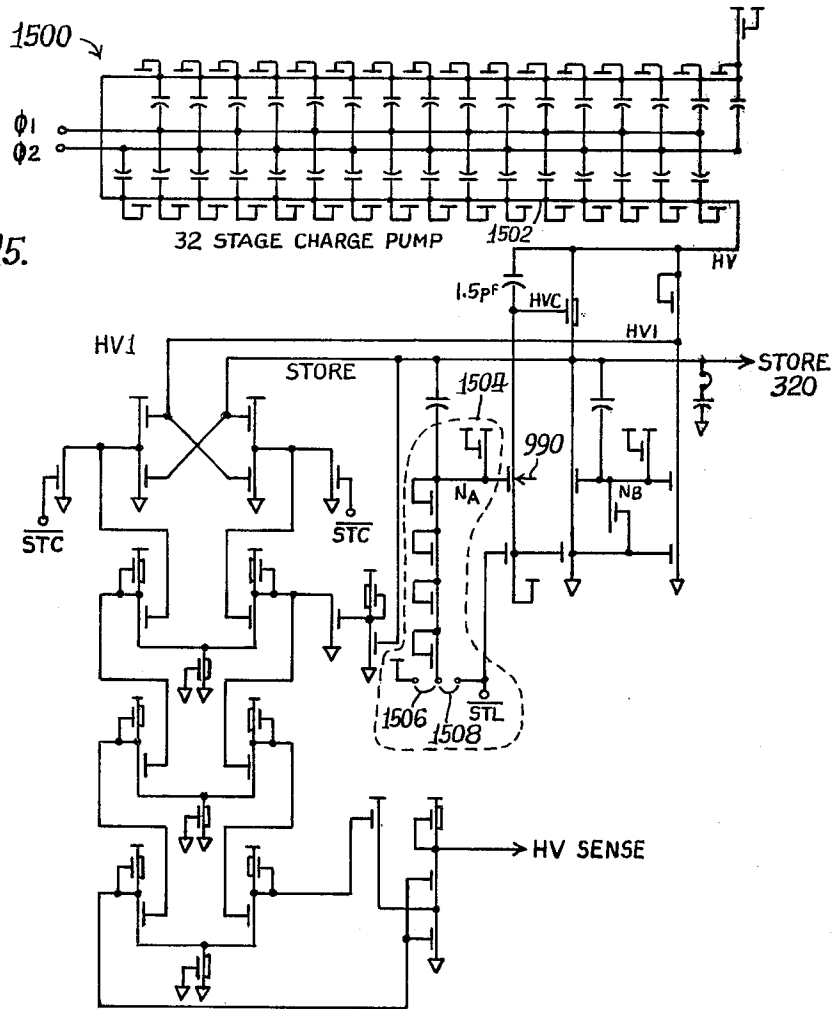 1500
ϕ1
ϕ2
15.
32 STAGE CHARGE PUMP
1502
HV
1.5pF
HVC
HV1
HV1
STORE
1504
STORE
320
990
NA
NB
STC
STC
1506
1508
STL
HV SENSE